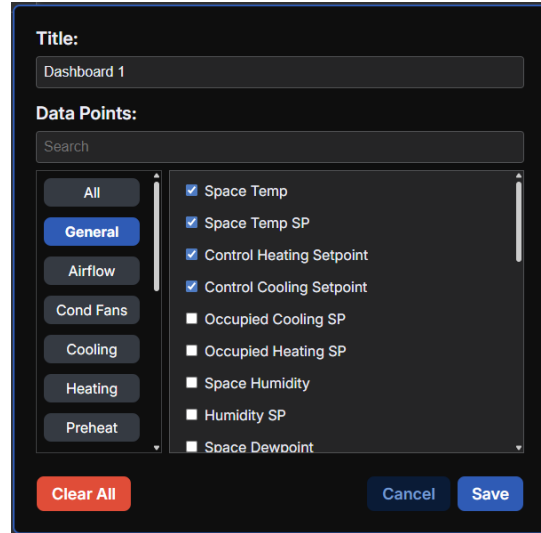 Title:
Dashboard 1
Data Points:
Search
All
General
Airflow
Cond Fans
Cooling
Heating
Preheat
Space Temp
Space Temp SP
Control Heating Setpoint
Control Cooling Setpoint
Occupied Cooling SP
Occupied Heating SP
Space Humidity
Humidity SP
Space Dewpoint
Clear All
Cancel
Save